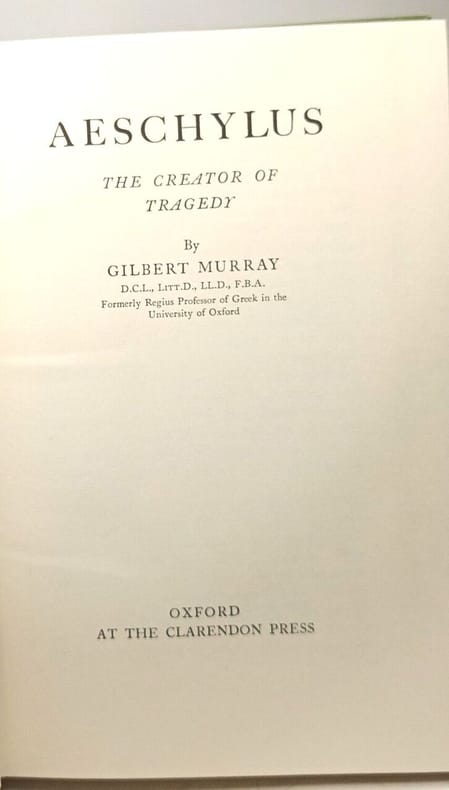 AESCHYLUS
THE CREATOR OF
TRAGEDY
By
GILBERT MURRAY
D.C.L., LITT.D., LL.D., F.B.A.
Formerly Regius Professor of Greek in the
University of Oxford
OXFORD
AT THE CLARENDON PRESS